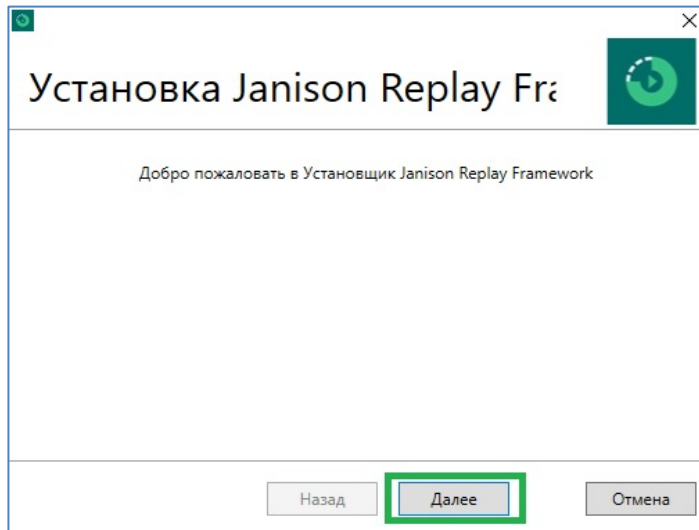 Установка Janison Replay Fra
Добро пожаловать в Установщик Janison Replay Framework
Назад
Далее
Отмена